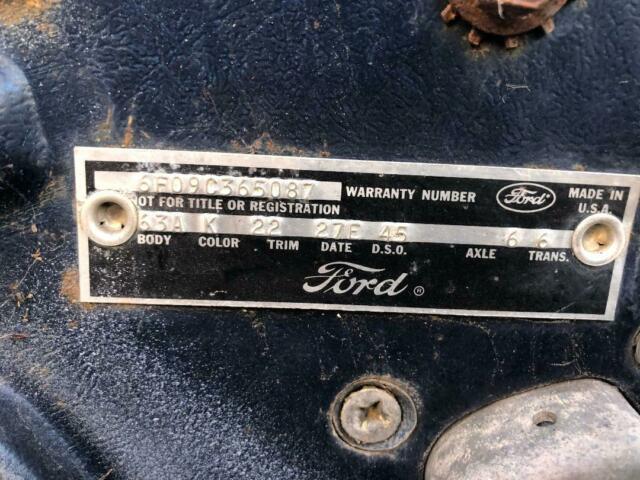 6F09C365087 WARRANTY NUMBER Ford MADE IN
NOT FOR TITLE OR REGISTRATION U.S.A.
63A K 22 27E 45 6 6
BODY COLOR TRIM DATE D.S.O. AXLE TRANS.
Ford ®